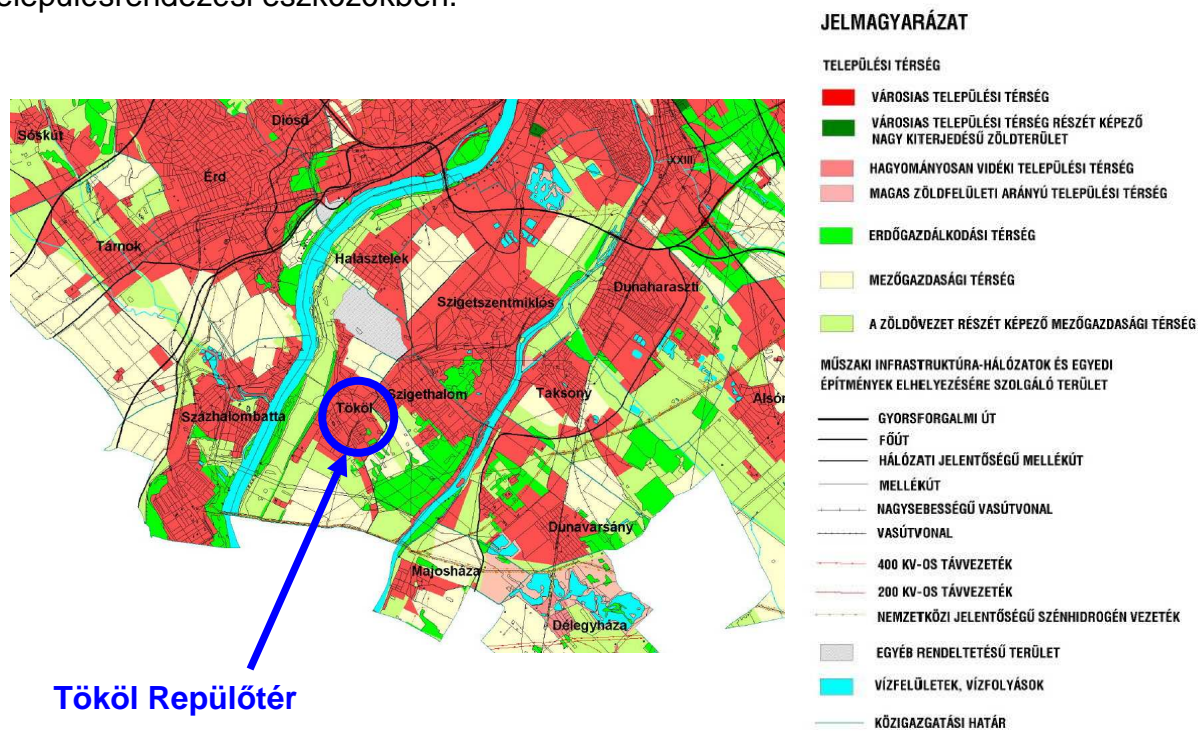 elepülésrendezési eszközökben.
JELMAGYARÁZAT
TELEPÜLÉSI TÉRSÉG
VÁROSIAS TELEPÜLÉSI TÉRSÉG
VÁROSIAS TELEPÜLÉSI TÉRSÉG RÉSZÉT KÉPEZŐ
NAGY KITERJEDÉSŰ ZÖLDTERÜLET
HAGYOMÁNYOSAN VIDÉKI TELEPÜLÉSI TÉRSÉG
MAGAS ZÖLDFELÜLETI ARÁNYÚ TELEPÜLÉSI TÉRSÉG
ERDŐGAZDÁLKODÁSI TÉRSÉG
MEZŐGAZDASÁGI TÉRSÉG
A ZÖLDÖVEZET RÉSZÉT KÉPEZŐ MEZŐGAZDASÁGI TÉRSÉG
MŰSZAKI INFRASTRUKTÚRA-HÁLÓZATOK ÉS EGYEDI
ÉPÍTMÉNYEK ELHELYEZÉSÉRE SZOLGÁLÓ TERÜLET
GYORSFORGALMI ÚT
FŐÚT
HÁLÓZATI JELENTŐSÉGŰ MELLÉKÚT
MELLÉKÚT
NAGYSEBESSÉGŰ VASÚTVONAL
VASÚTVONAL
400 KV-OS TÁVVEZETÉK
200 KV-OS TÁVVEZETÉK
NEMZETKÖZI JELENTŐSÉGŰ SZÉNHIDROGÉN VEZETÉK
EGYÉB RENDELTETÉSŰ TERÜLET
VÍZFELÜLETEK, VÍZFOLYÁSOK
KÖZIGAZGATÁSI HATÁR
Sóskút
Diósd
XXIII.
Érd
Tárnok
Halásztelek
Szigetszentmiklós
Dunaharaszti
Százhalombatta
Tököl
Szigethalom
Taksony
Alsón
Dunavarsány
Majosháza
Délegyháza
Tököl Repülőtér